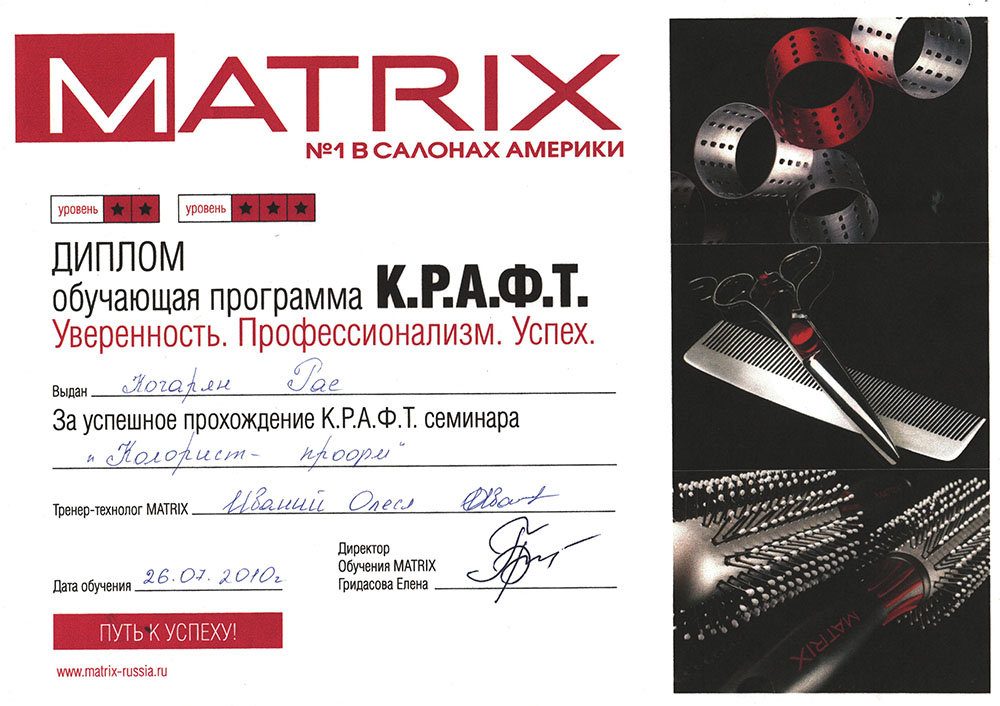 MATRIX
№1 В САЛОНАХ АМЕРИКИ
уровень ★★ уровень ★★★
ДИПЛОМ
обучающая программа К.Р.А.Ф.Т.
Уверенность. Профессионализм. Успех.
Выдан Кочарян Гас
За успешное прохождение К.Р.А.Ф.Т. семинара
"Колорист- профи"
Тренер-технолог MATRIX Иваний Олеся
Директор
Обучения MATRIX
Гридасова Елена
Дата обучения 26.07.2010г
ПУТЬ К УСПЕХУ!
www.matrix-russia.ru
MATRIX